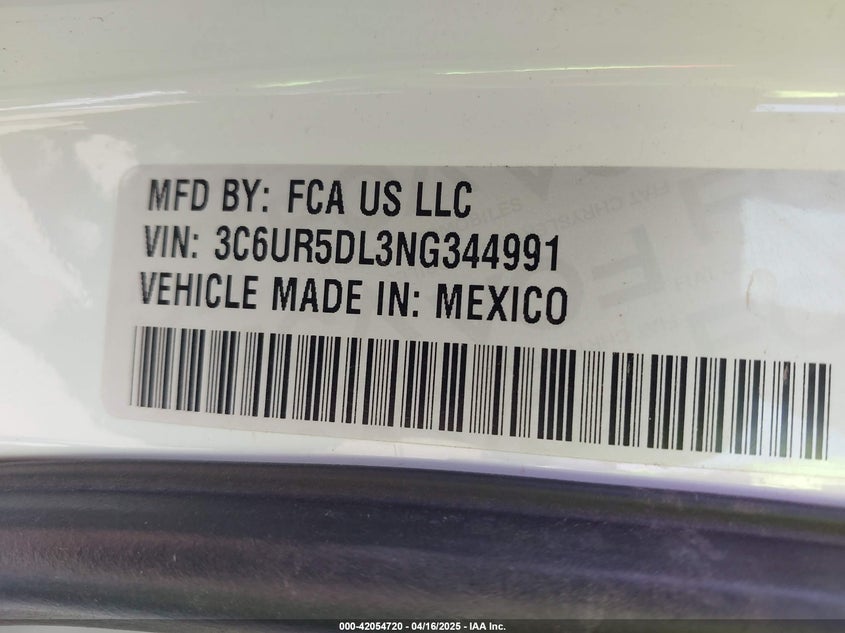 MFD BY: FCA US LLC
VIN: 3C6UR5DL3NG344991
VEHICLE MADE IN: MEXICO
000-42054720 - 04/16/2025 - IAA Inc.